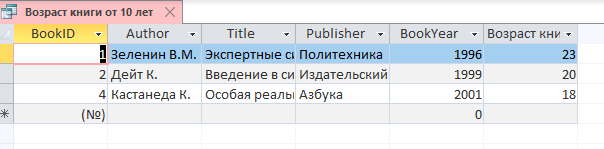 Возраст книги от 10 лет
BookID Author Title Publisher BookYear Возраст кни
1 Зеленин В.М. Экспертные си Политехника 1996 23
2 Дейт К. Введение в си Издательский 1999 20
4 Кастанеда К. Особая реаль Азбука 2001 18
(№) 0